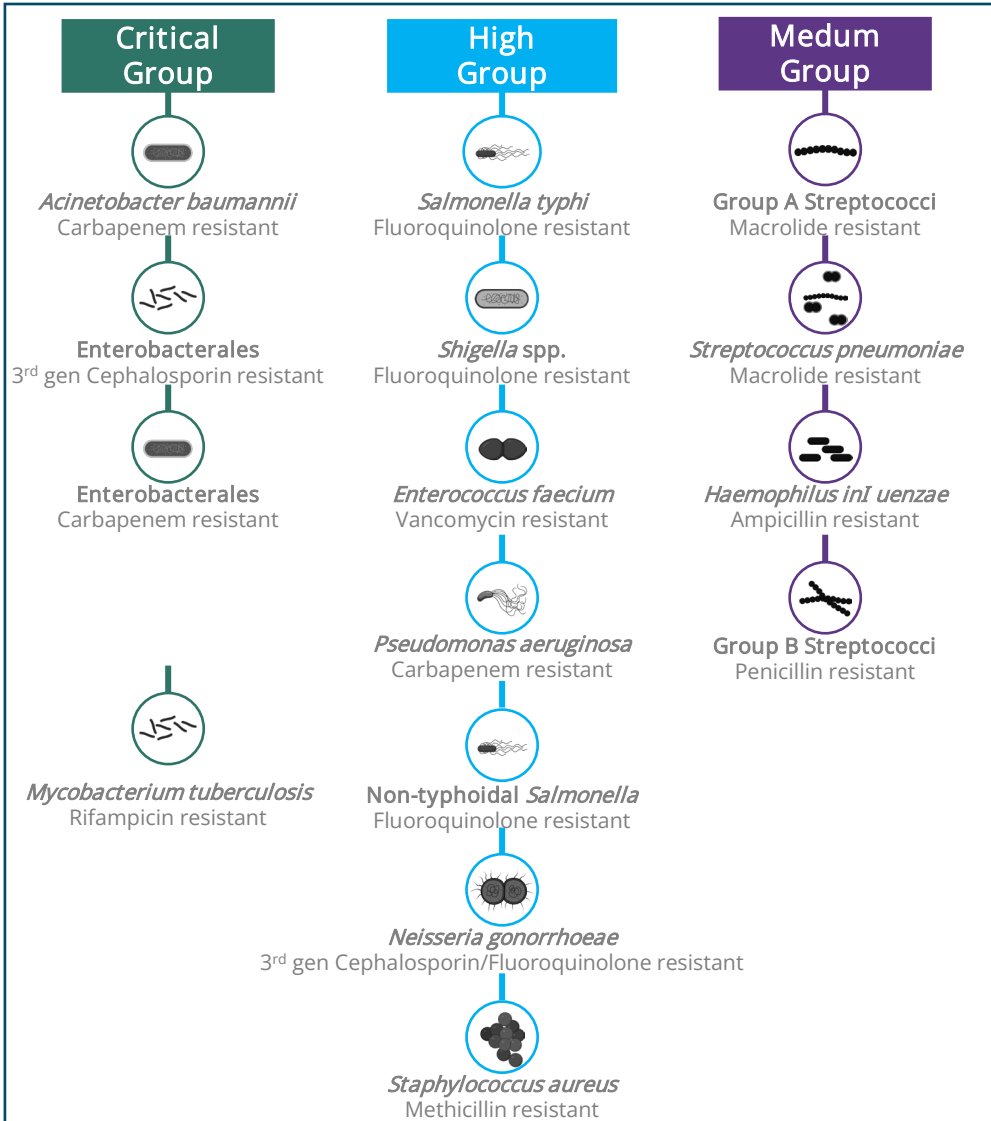 Critical
Group
Acinetobacter baumannii
Carbapenem resistant
Enterobacterales
3rd gen Cephalosporin resistant
Enterobacterales
Carbapenem resistant
Mycobacterium tuberculosis
Rifampicin resistant
High
Group
Salmonella typhi
Fluoroquinolone resistant
Shigella spp.
Fluoroquinolone resistant
Enterococcus faecium
Vancomycin resistant
Pseudomonas aeruginosa
Carbapenem resistant
Non-typhoidal Salmonella
Fluoroquinolone resistant
Neisseria gonorrhoeae
3rd gen Cephalosporin/Fluoroquinolone resistant
Staphylococcus aureus
Methicillin resistant
Medum
Group
Group A Streptococci
Macrolide resistant
Streptococcus pneumoniae
Macrolide resistant
Haemophilus inI uenzae
Ampicillin resistant
Group B Streptococci
Penicillin resistant